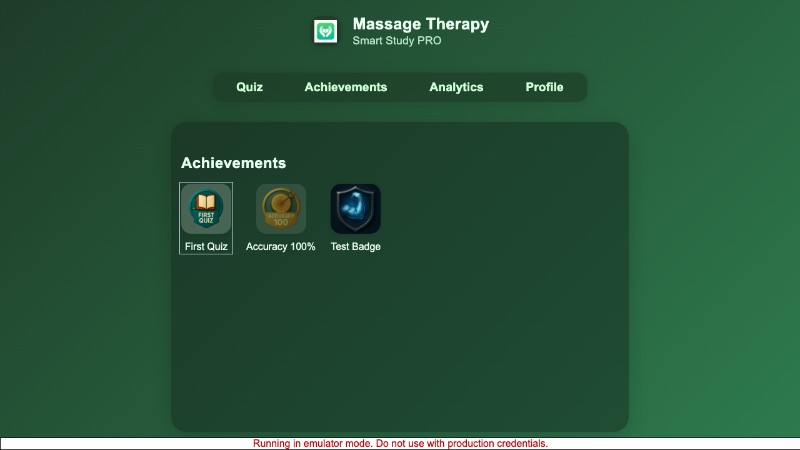 Massage Therapy
Smart Study PRO
Quiz
Achievements
Analytics
Profile
Achievements
FIRST
QUIZ
ACCURACY
100
First Quiz
Accuracy 100%
Test Badge
Running in emulator mode. Do not use with production credentials.